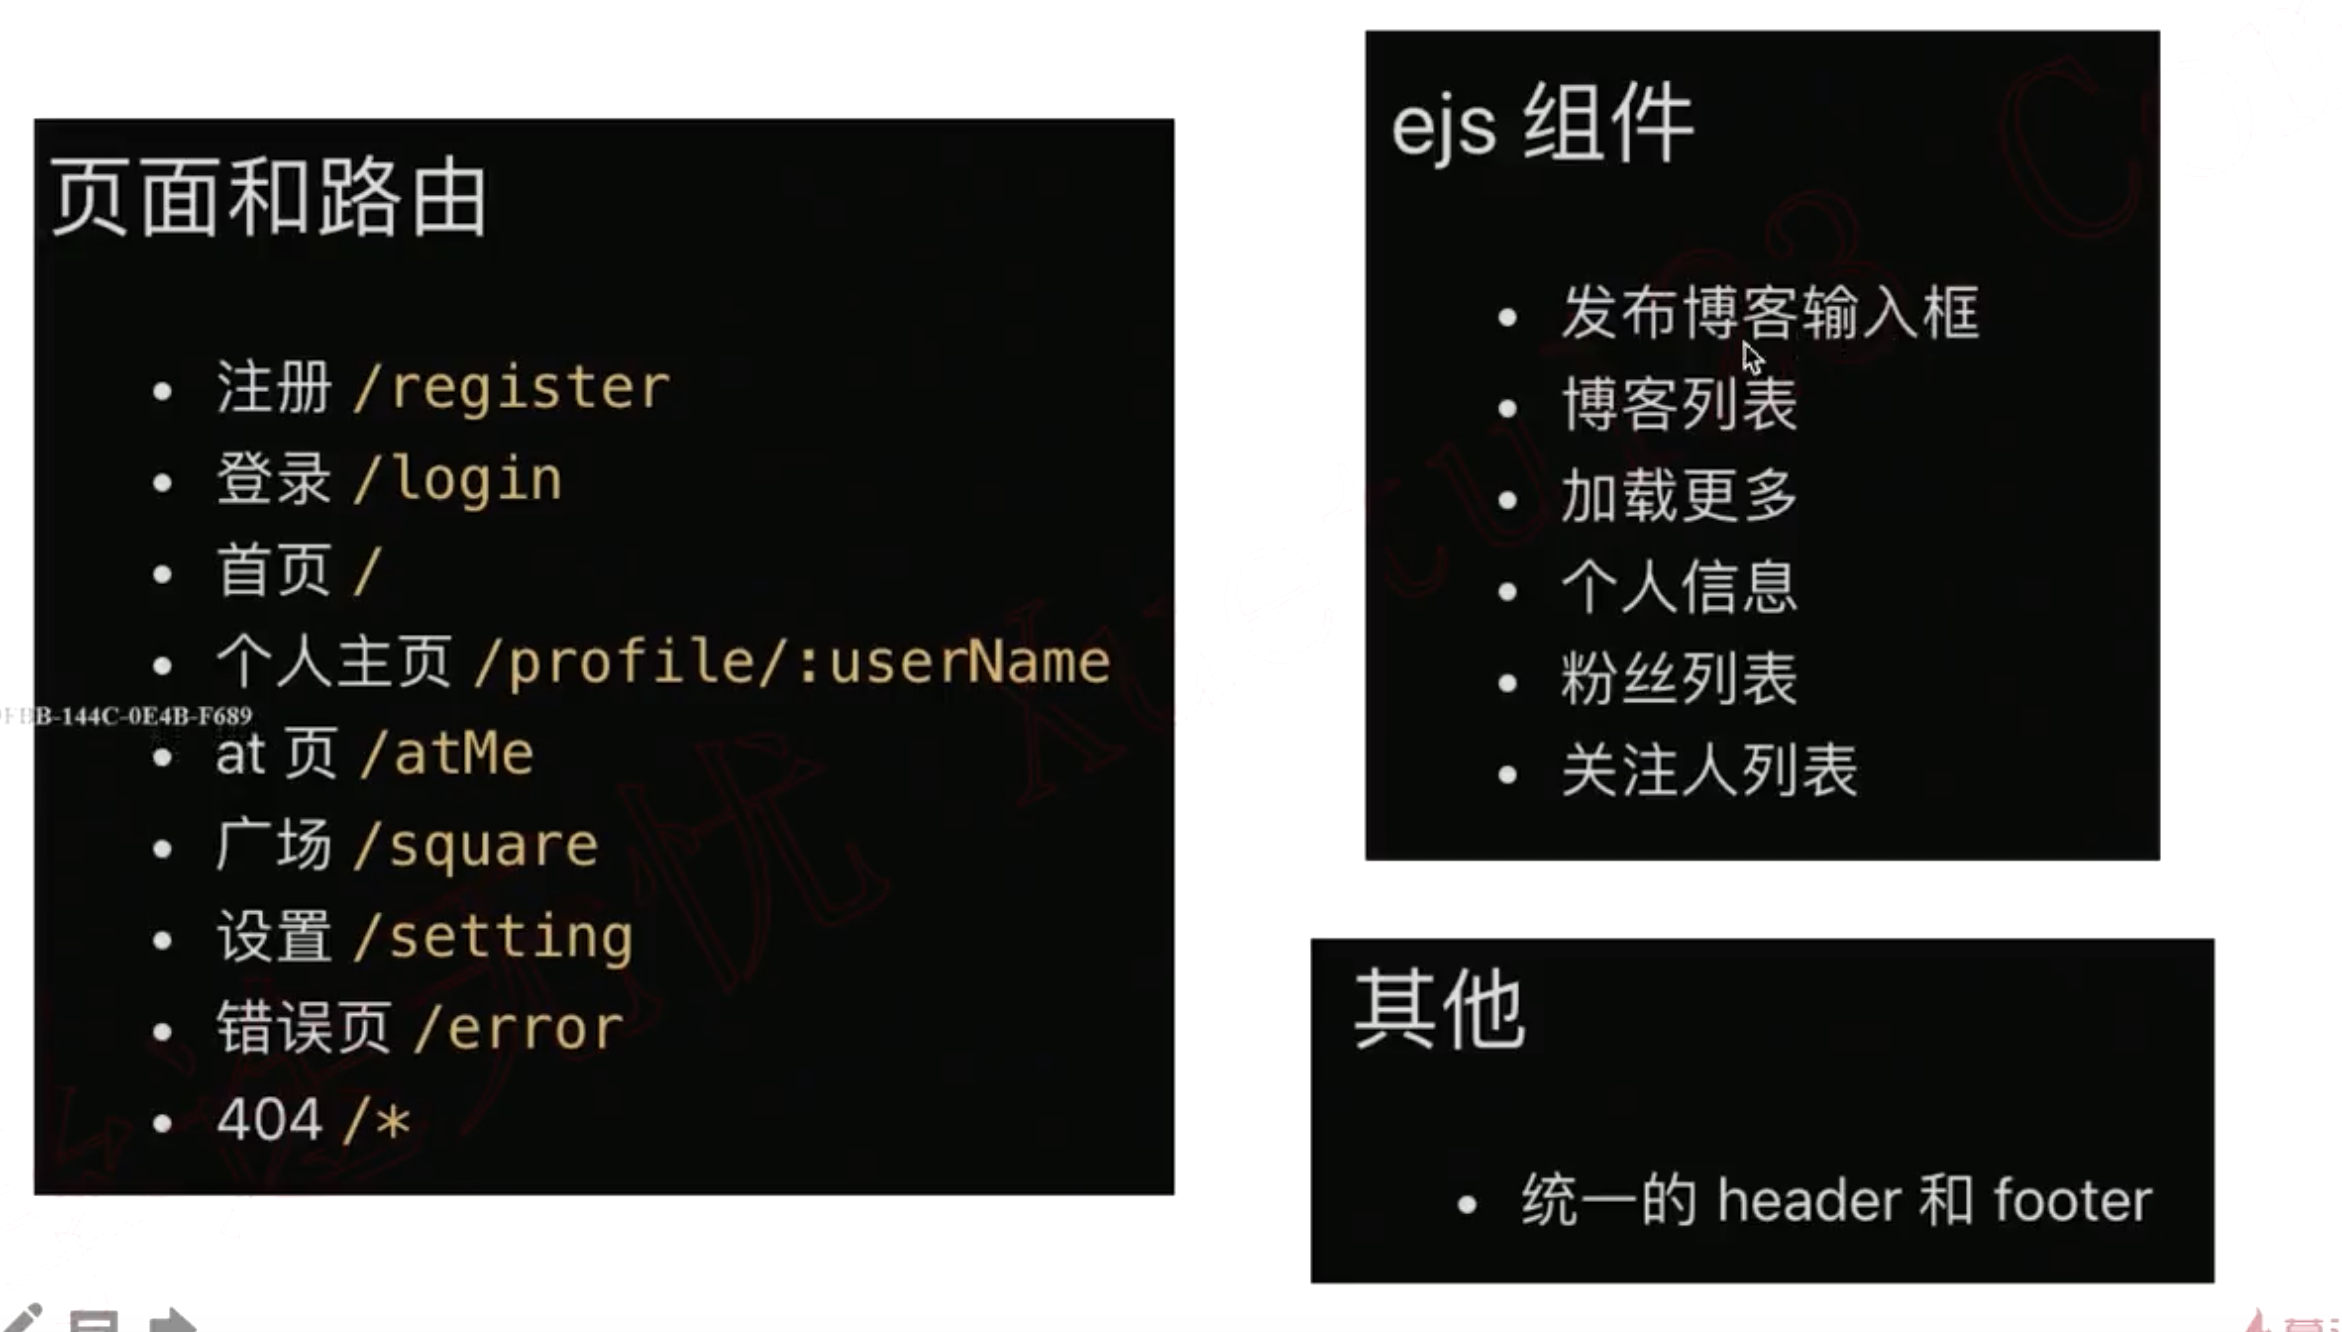 页面和路由
注册 /register
登录 /login
首页 /
个人主页 /profile/:userName
B-144C-0E4B-F689
at 页 /atMe
广场 /square
设置 /setting
错误页 /error
404 /*
ejs 组件
发布博客输入框
博客列表
加载更多
个人信息
粉丝列表
关注人列表
其他
统一的 header 和 footer